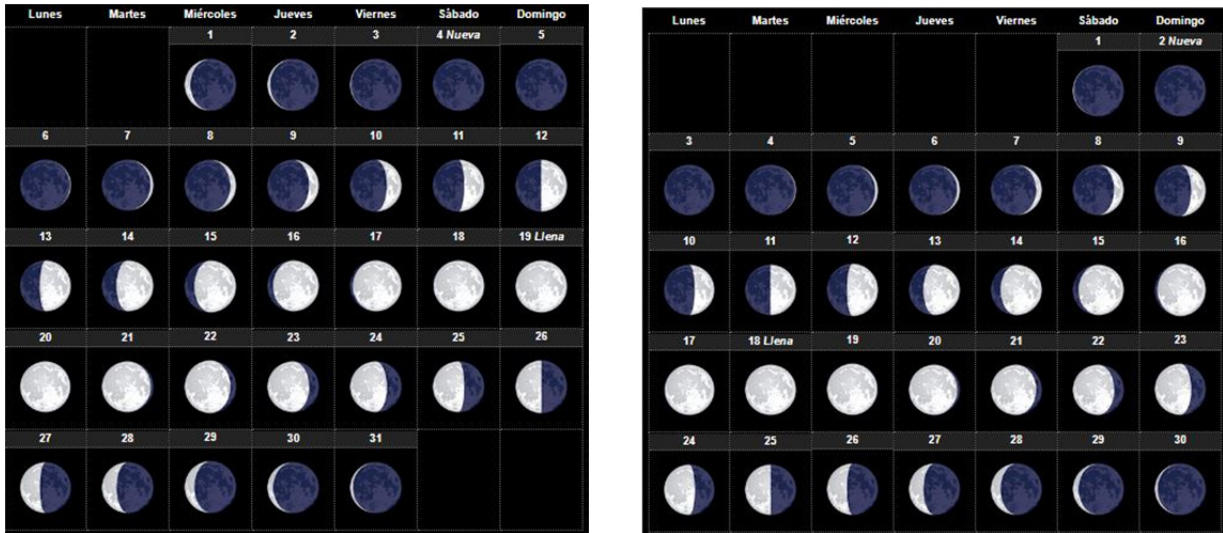 Lunes Martes Miércoles Jueves Viernes Sábado Domingo
1 2 3 4 Nueva 5
6 7 8 9 10 11 12
13 14 15 16 17 18 19 Llena
20 21 22 23 24 25 26
27 28 29 30 31
Lunes Martes Miércoles Jueves Viernes Sábado Domingo
1 2 Nueva
3 4 5 6 7 8 9
10 11 12 13 14 15 16
17 18 Llena 19 20 21 22 23
24 25 26 27 28 29 30